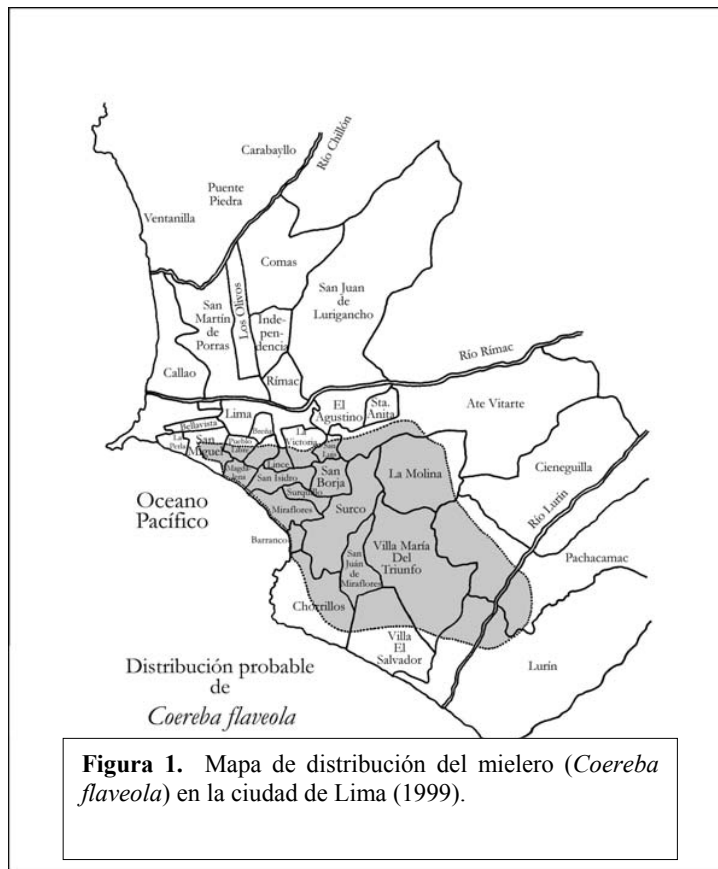 Carabayllo
Río Chillón
Puente
Piedra
Ventanilla
Comas
San Juan
de
Lurigancho
Los Olivos
San
Martín
de
Porras
Inde-
pen-
dencia
Río Rímac
Callao
Rímac
El
Agustino
Sta.
Anita
Ate Vitarte
Lima
Breña
La
Victoria
Bellavista
La
Perla
San
Miguel
Pueblo
Libre
San
Luis
Magda-
lena
Lince
San Isidro
San
Borja
La Molina
Cieneguilla
Surquillo
Oceano
Pacífico
Miraflores
Surco
Río Lurín
Barranco
San
Juán
de
Miraflores
Villa María
Del
Triunfo
Pachacamac
Chorrillos
Villa
El
Salvador
Lurín
Distribución probable
de
Coereba flaveola
Figura 1. Mapa de distribución del mielero (Coereba
flaveola) en la ciudad de Lima (1999).